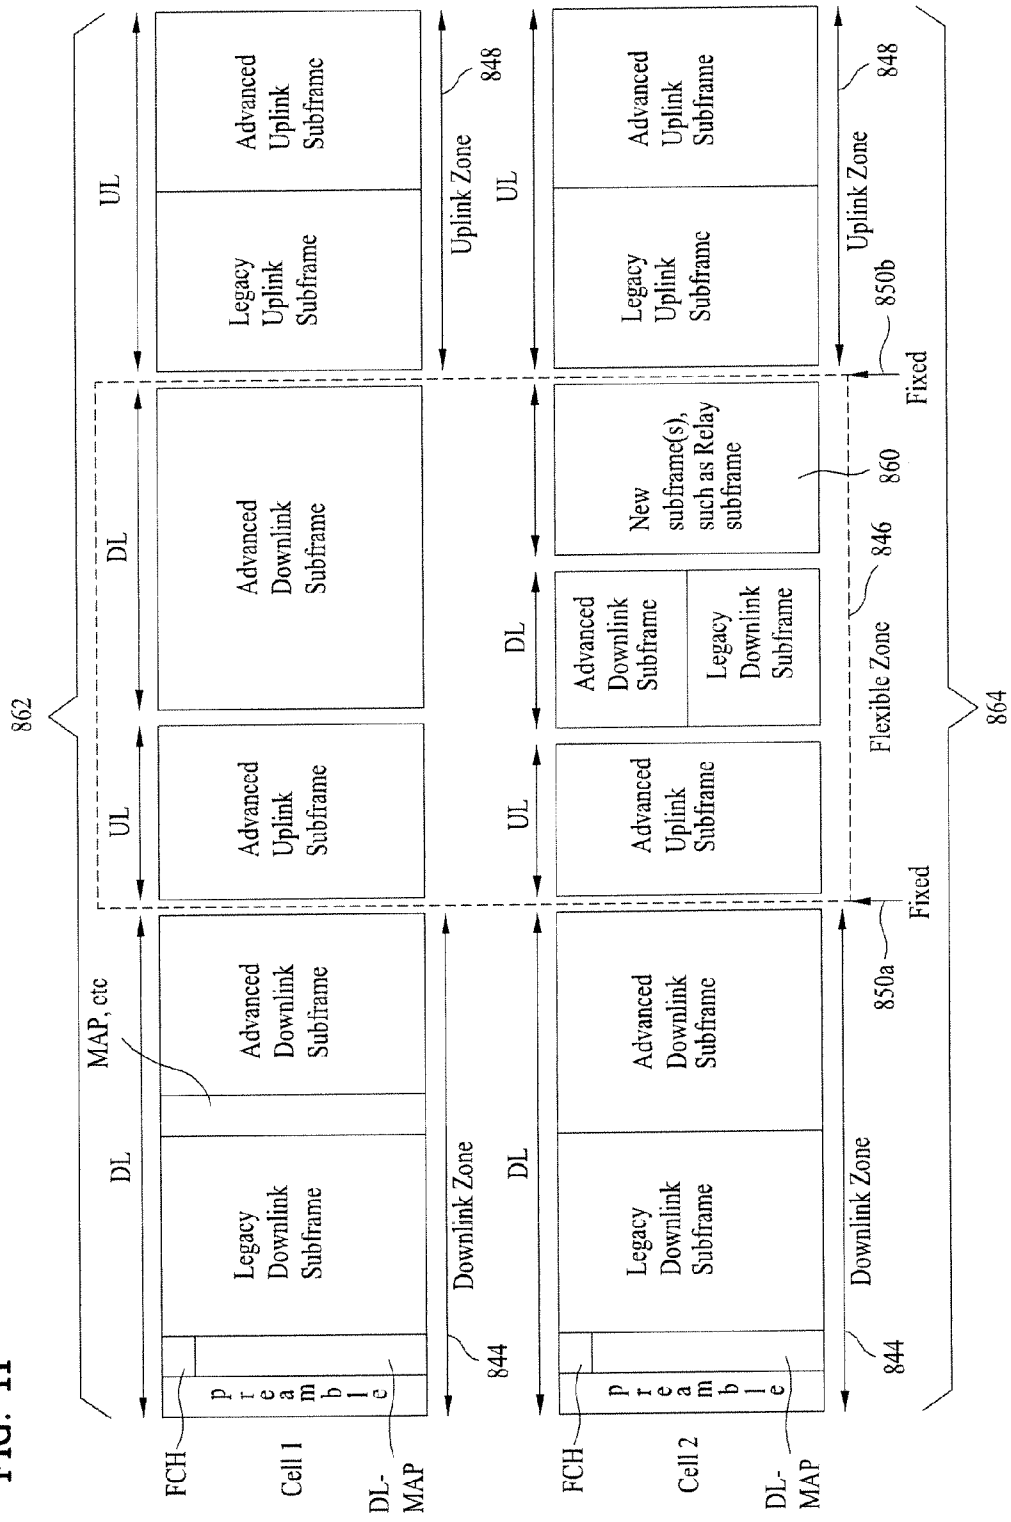 FIG. 11
862
DL
UL
DL
UL
MAP, etc
FCH
Cell 1
DL-
MAP
p
r
e
a
m
b
l
e
Legacy
Downlink
Subframe
Advanced
Downlink
Subframe
Advanced
Uplink
Subframe
Advanced
Downlink
Subframe
Legacy
Uplink
Subframe
Advanced
Uplink
Subframe
844
Downlink Zone
Uplink Zone
848
DL
UL
DL
UL
FCH
Cell 2
DL-
MAP
p
r
e
a
m
b
l
e
Legacy
Downlink
Subframe
Advanced
Downlink
Subframe
Advanced
Uplink
Subframe
Advanced
Downlink
Subframe
Legacy
Downlink
Subframe
New
subframe(s),
such as Relay
subframe
Legacy
Uplink
Subframe
Advanced
Uplink
Subframe
844
Downlink Zone
850a
Fixed
Flexible Zone
846
860
Fixed
850b
Uplink Zone
848
864